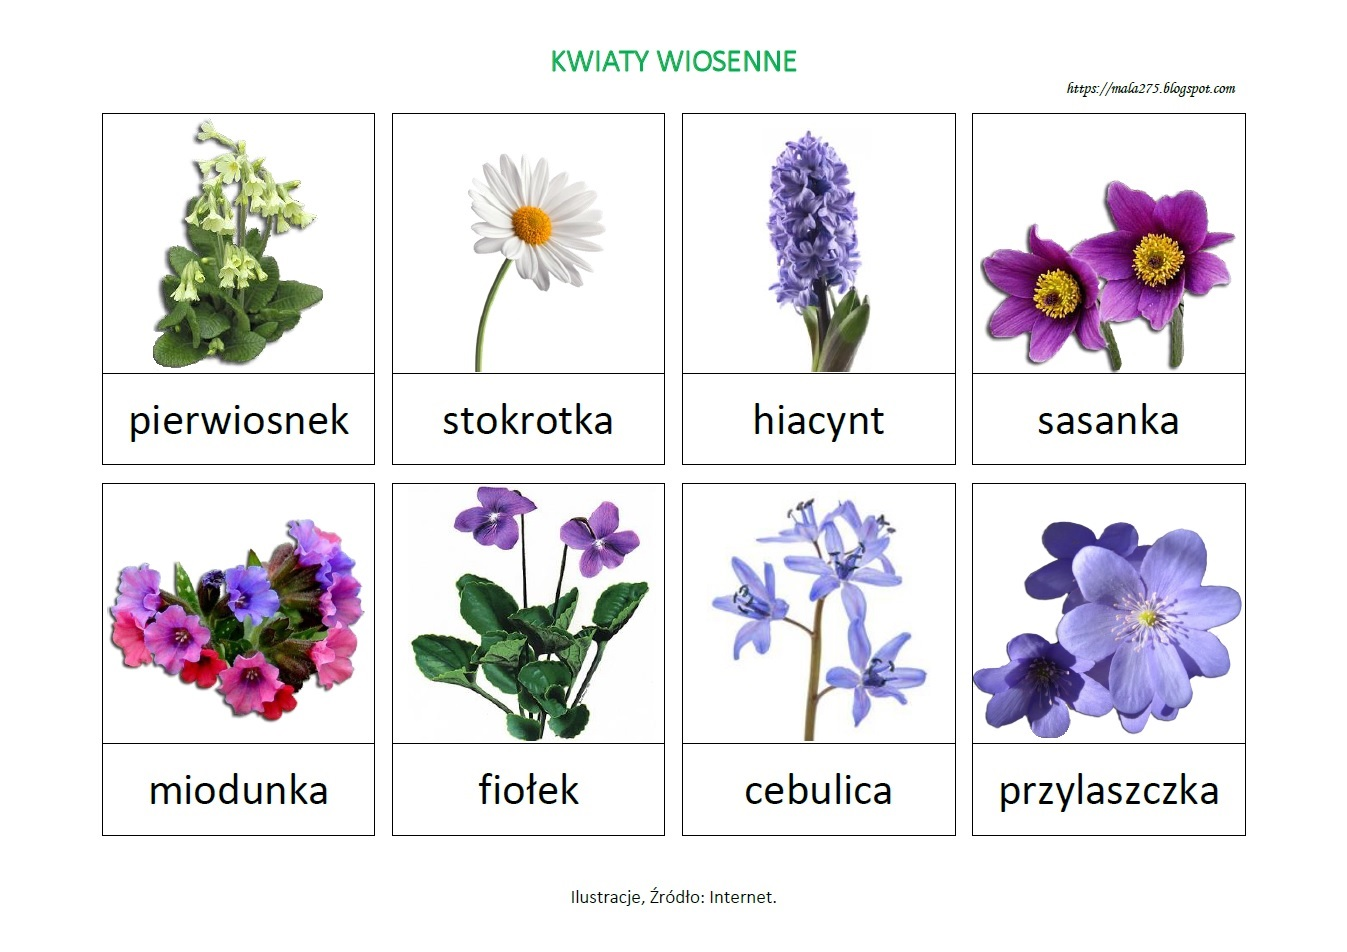 KWIATY WIOSENNE
https://mala275.blogspot.com
pierwiosnek
stokrotka
hiacynt
sasanka
miodunka
fiołek
cebulica
przylaszczka
Ilustracje, Źródło: Internet.